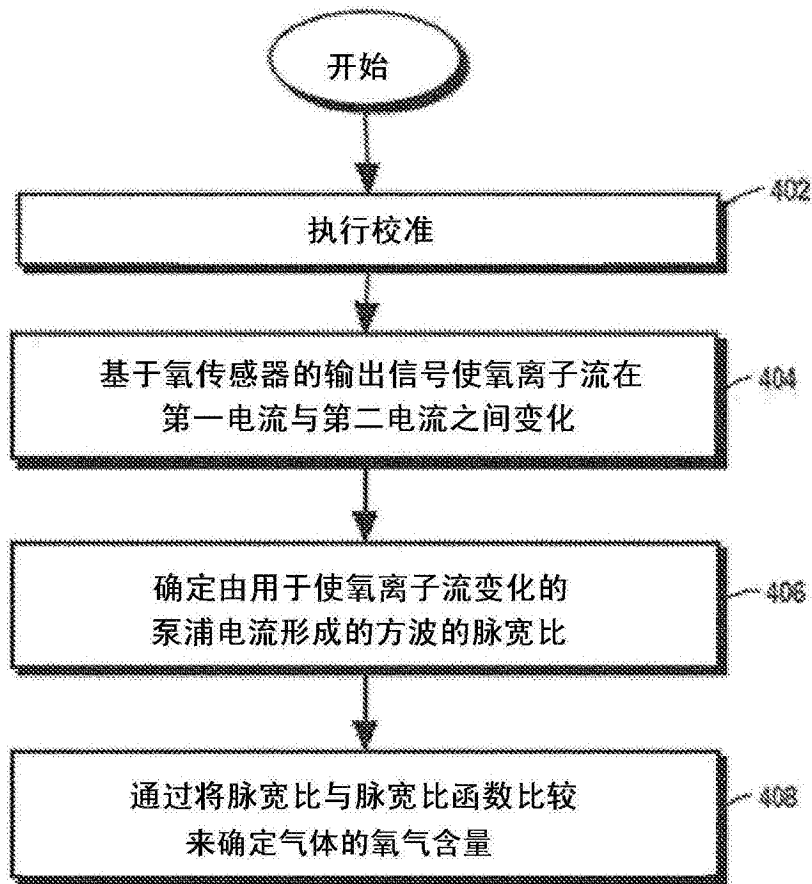 开始
402
执行校准
基于氧传感器的输出信号使氧离子流在
第一电流与第二电流之间变化
404
确定由用于使氧离子流变化的
泵浦电流形成的方波的脉宽比
406
通过将脉宽比与脉宽比函数比较
来确定气体的氧气含量
408